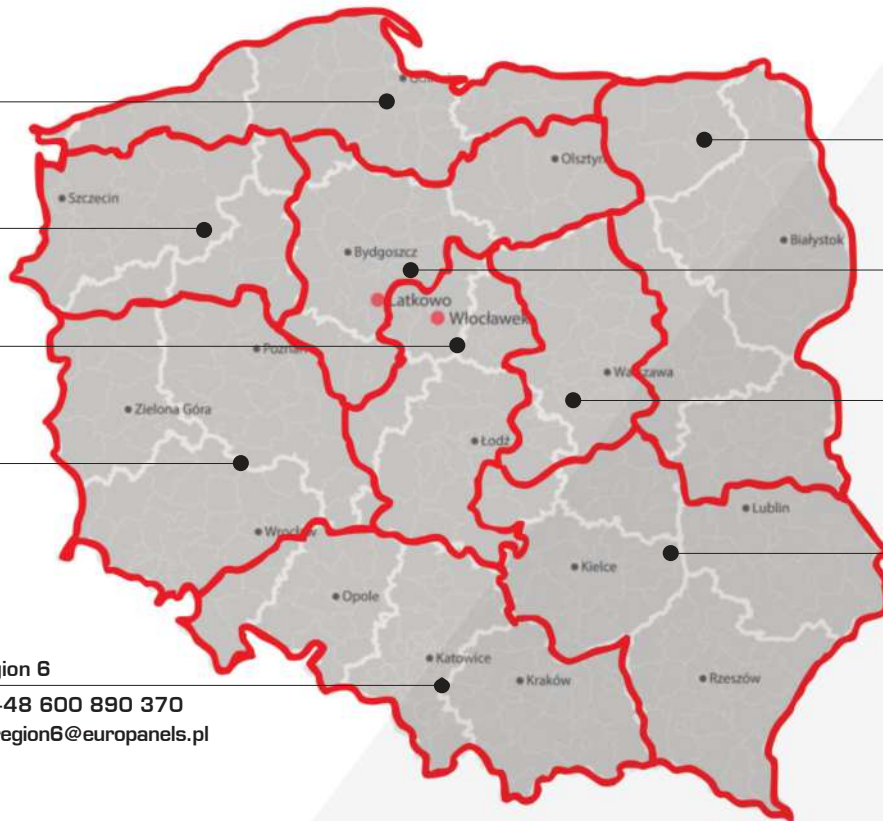 Szczecin
Olsztyn
Białystok
Bydgoszcz
Latkowo
Włocławek
Poznań
Warszawa
Zielona Góra
Łódź
Lublin
Wrocław
Kielce
Opole
gion 6
Katowice
Kraków
Rzeszów
48 600 890 370
egion6@europanels.pl